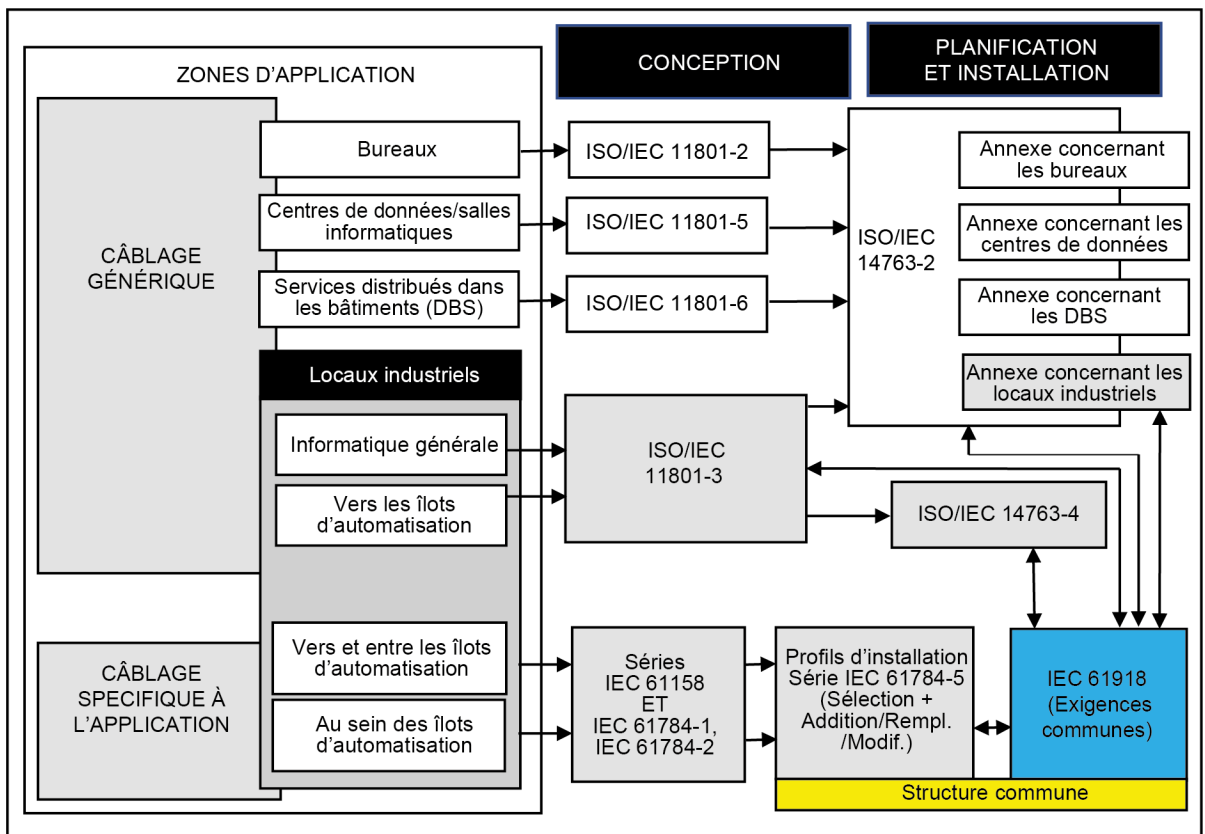 ZONES D’APPLICATION
CONCEPTION
PLANIFICATION
ET INSTALLATION
CÂBLAGE
GÉNÉRIQUE
Bureaux
ISO/IEC 11801-2
Centres de données/salles
informatiques
ISO/IEC 11801-5
Services distribués dans
les bâtiments (DBS)
ISO/IEC 11801-6
ISO/IEC
14763-2
Annexe concernant
les bureaux
Annexe concernant les
centres de données
Annexe concernant
les DBS
Annexe concernant les
locaux industriels
Locaux industriels
Informatique générale
Vers les îlots
d’automatisation
ISO/IEC
11801-3
ISO/IEC 14763-4
CÂBLAGE
SPECIFIQUE À
L’APPLICATION
Vers et entre les îlots
d’automatisation
Au sein des îlots
d’automatisation
Séries
IEC 61158
ET
IEC 61784-1,
IEC 61784-2
Profils d’installation
Série IEC 61784-5
(Sélection +
Addition/Rempl.
/Modif.)
IEC 61918
(Exigences
communes)
Structure commune